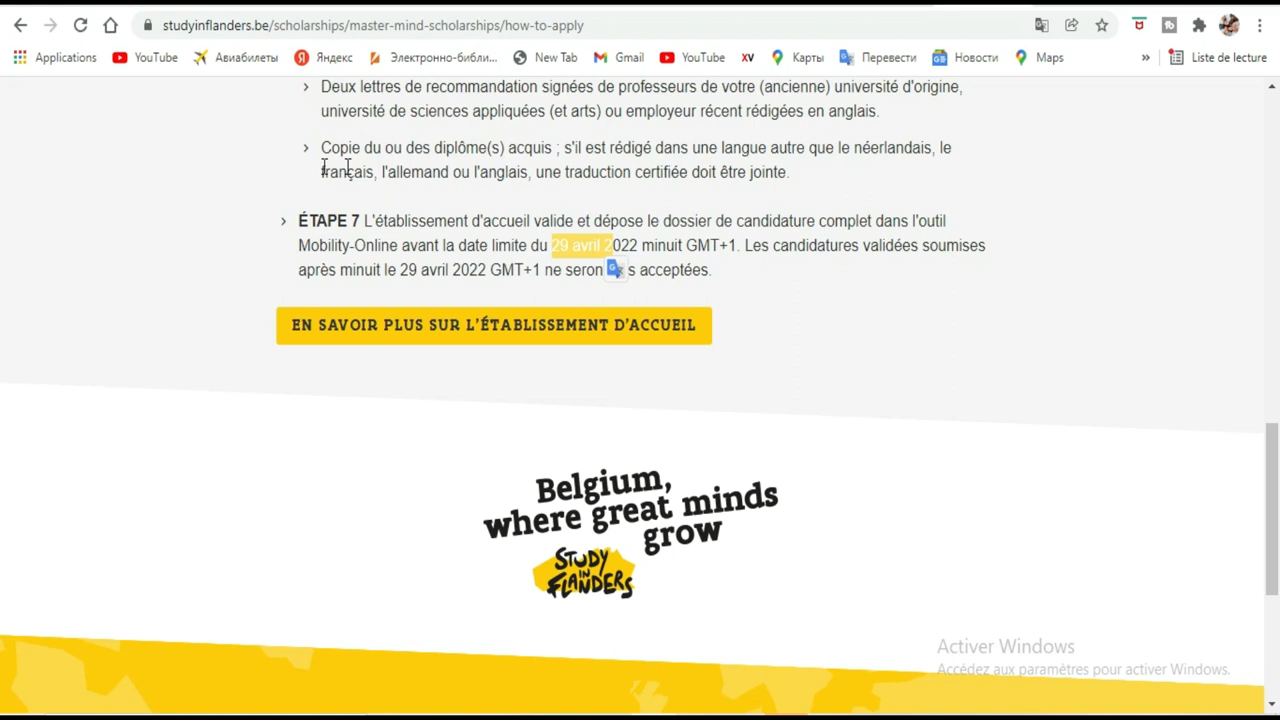 studyinflanders.be/scholarships/master-mind-scholarships/how-to-apply
Applications YouTube Авиабилеты Яндекс Электронно-библи... New Tab Gmail YouTube XV Карты Перевести Новости Maps » Liste de lecture
Deux lettres de recommandation signées de professeurs de votre (ancienne) université d'origine,
université de sciences appliquées (et arts) ou employeur récent rédigées en anglais.
Copie du ou des diplôme(s) acquis ; s'il est rédigé dans une langue autre que le néerlandais, le
français, l'allemand ou l'anglais, une traduction certifiée doit être jointe.
ÉTAPE 7 L'établissement d'accueil valide et dépose le dossier de candidature complet dans l'outil
Mobility-Online avant la date limite du 29 avril 2022 minuit GMT+1. Les candidatures validées soumises
après minuit le 29 avril 2022 GMT+1 ne seron s acceptées.
EN SAVOIR PLUS SUR L'ÉTABLISSEMENT D'ACCUEIL
Belgium,
where great minds
grow
STUDY
IN
FLANDERS
Activer Windows
Accédez aux paramètres pour activer Windows.